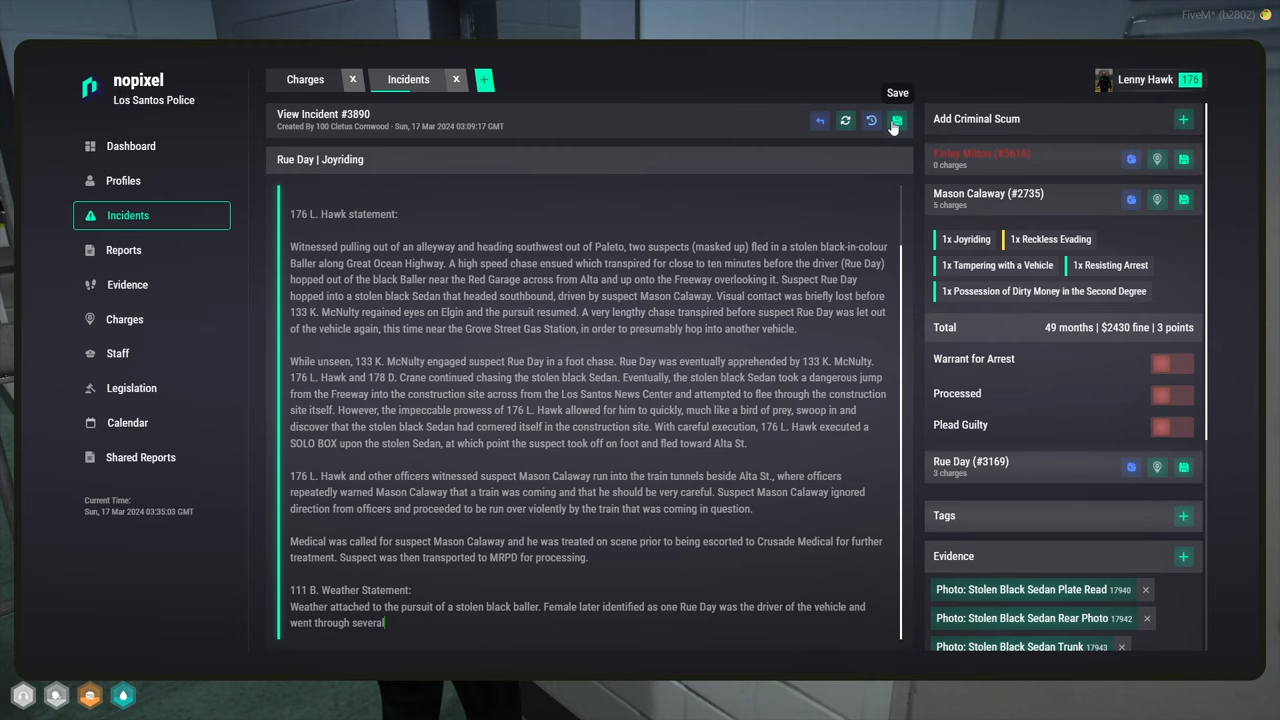 FiveM* (b2802)
nopixel
Los Santos Police
Dashboard
Profiles
Incidents
Reports
Evidence
Charges
Staff
Legislation
Calendar
Shared Reports
Current Time:
Sun, 17 Mar 2024 03:35:03 GMT
Charges x
Incidents x +
Save
View Incident #3890
Created By 100 Cletus Cornwood · Sun, 17 Mar 2024 03:09:17 GMT
Rue Day | Joyriding
176 L. Hawk statement:
Witnessed pulling out of an alleyway and heading southwest out of Paleto, two suspects (masked up) fled in a stolen black-in-colour
Baller along Great Ocean Highway. A high speed chase ensued which transpired for close to ten minutes before the driver (Rue Day)
hopped out of the black Baller near the Red Garage across from Alta and up onto the Freeway overlooking it. Suspect Rue Day
hopped into a stolen black Sedan that headed southbound, driven by suspect Mason Calaway. Visual contact was briefly lost before
133 K. McNulty regained eyes on Elgin and the pursuit resumed. A very lengthy chase transpired before suspect Rue Day was let out
of the vehicle again, this time near the Grove Street Gas Station, in order to presumably hop into another vehicle.
While unseen, 133 K. McNulty engaged suspect Rue Day in a foot chase. Rue Day was eventually apprehended by 133 K. McNulty.
176 L. Hawk and 178 D. Crane continued chasing the stolen black Sedan. Eventually, the stolen black Sedan took a dangerous jump
from the Freeway into the construction site across from the Los Santos News Center and attempted to flee through the construction
site itself. However, the impeccable prowess of 176 L. Hawk allowed for him to quickly, much like a bird of prey, swoop in and
discover that the stolen black Sedan had cornered itself in the construction site. With careful execution, 176 L. Hawk executed a
SOLO BOX upon the stolen Sedan, at which point the suspect took off on foot and fled toward Alta St.
176 L. Hawk and other officers witnessed suspect Mason Calaway run into the train tunnels beside Alta St., where officers
repeatedly warned Mason Calaway that a train was coming and that he should be very careful. Suspect Mason Calaway ignored
direction from officers and proceeded to be run over violently by the train that was coming in question.
Medical was called for suspect Mason Calaway and he was treated on scene prior to being escorted to Crusade Medical for further
treatment. Suspect was then transported to MRPD for processing.
111 B. Weather Statement:
Weather attached to the pursuit of a stolen black baller. Female later identified as one Rue Day was the driver of the vehicle and
went through several
Lenny Hawk 176
Add Criminal Scum +
Finley Milton (#5616)
0 charges
Mason Calaway (#2735)
5 charges
1x Joyriding
1x Reckless Evading
1x Tampering with a Vehicle
1x Resisting Arrest
1x Possession of Dirty Money in the Second Degree
Total 49 months | $2430 fine | 3 points
Warrant for Arrest
Processed
Plead Guilty
Rue Day (#3169)
3 charges
Tags +
Evidence +
Photo: Stolen Black Sedan Plate Read 17940 x
Photo: Stolen Black Sedan Rear Photo 17942 x
Photo: Stolen Black Sedan Trunk 17943 x